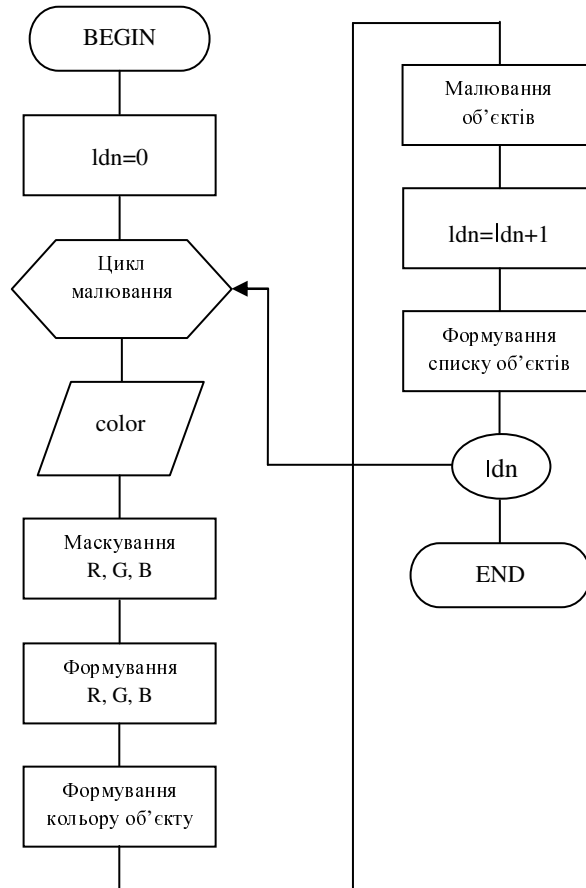 BEGIN
ldn=0
Цикл
малювання
color
Маскування
R, G, B
Формування
R, G, B
Формування
кольору об’єкту
Малювання
об’єктів
ldn=ldn+1
Формування
списку об’єктів
ldn
END